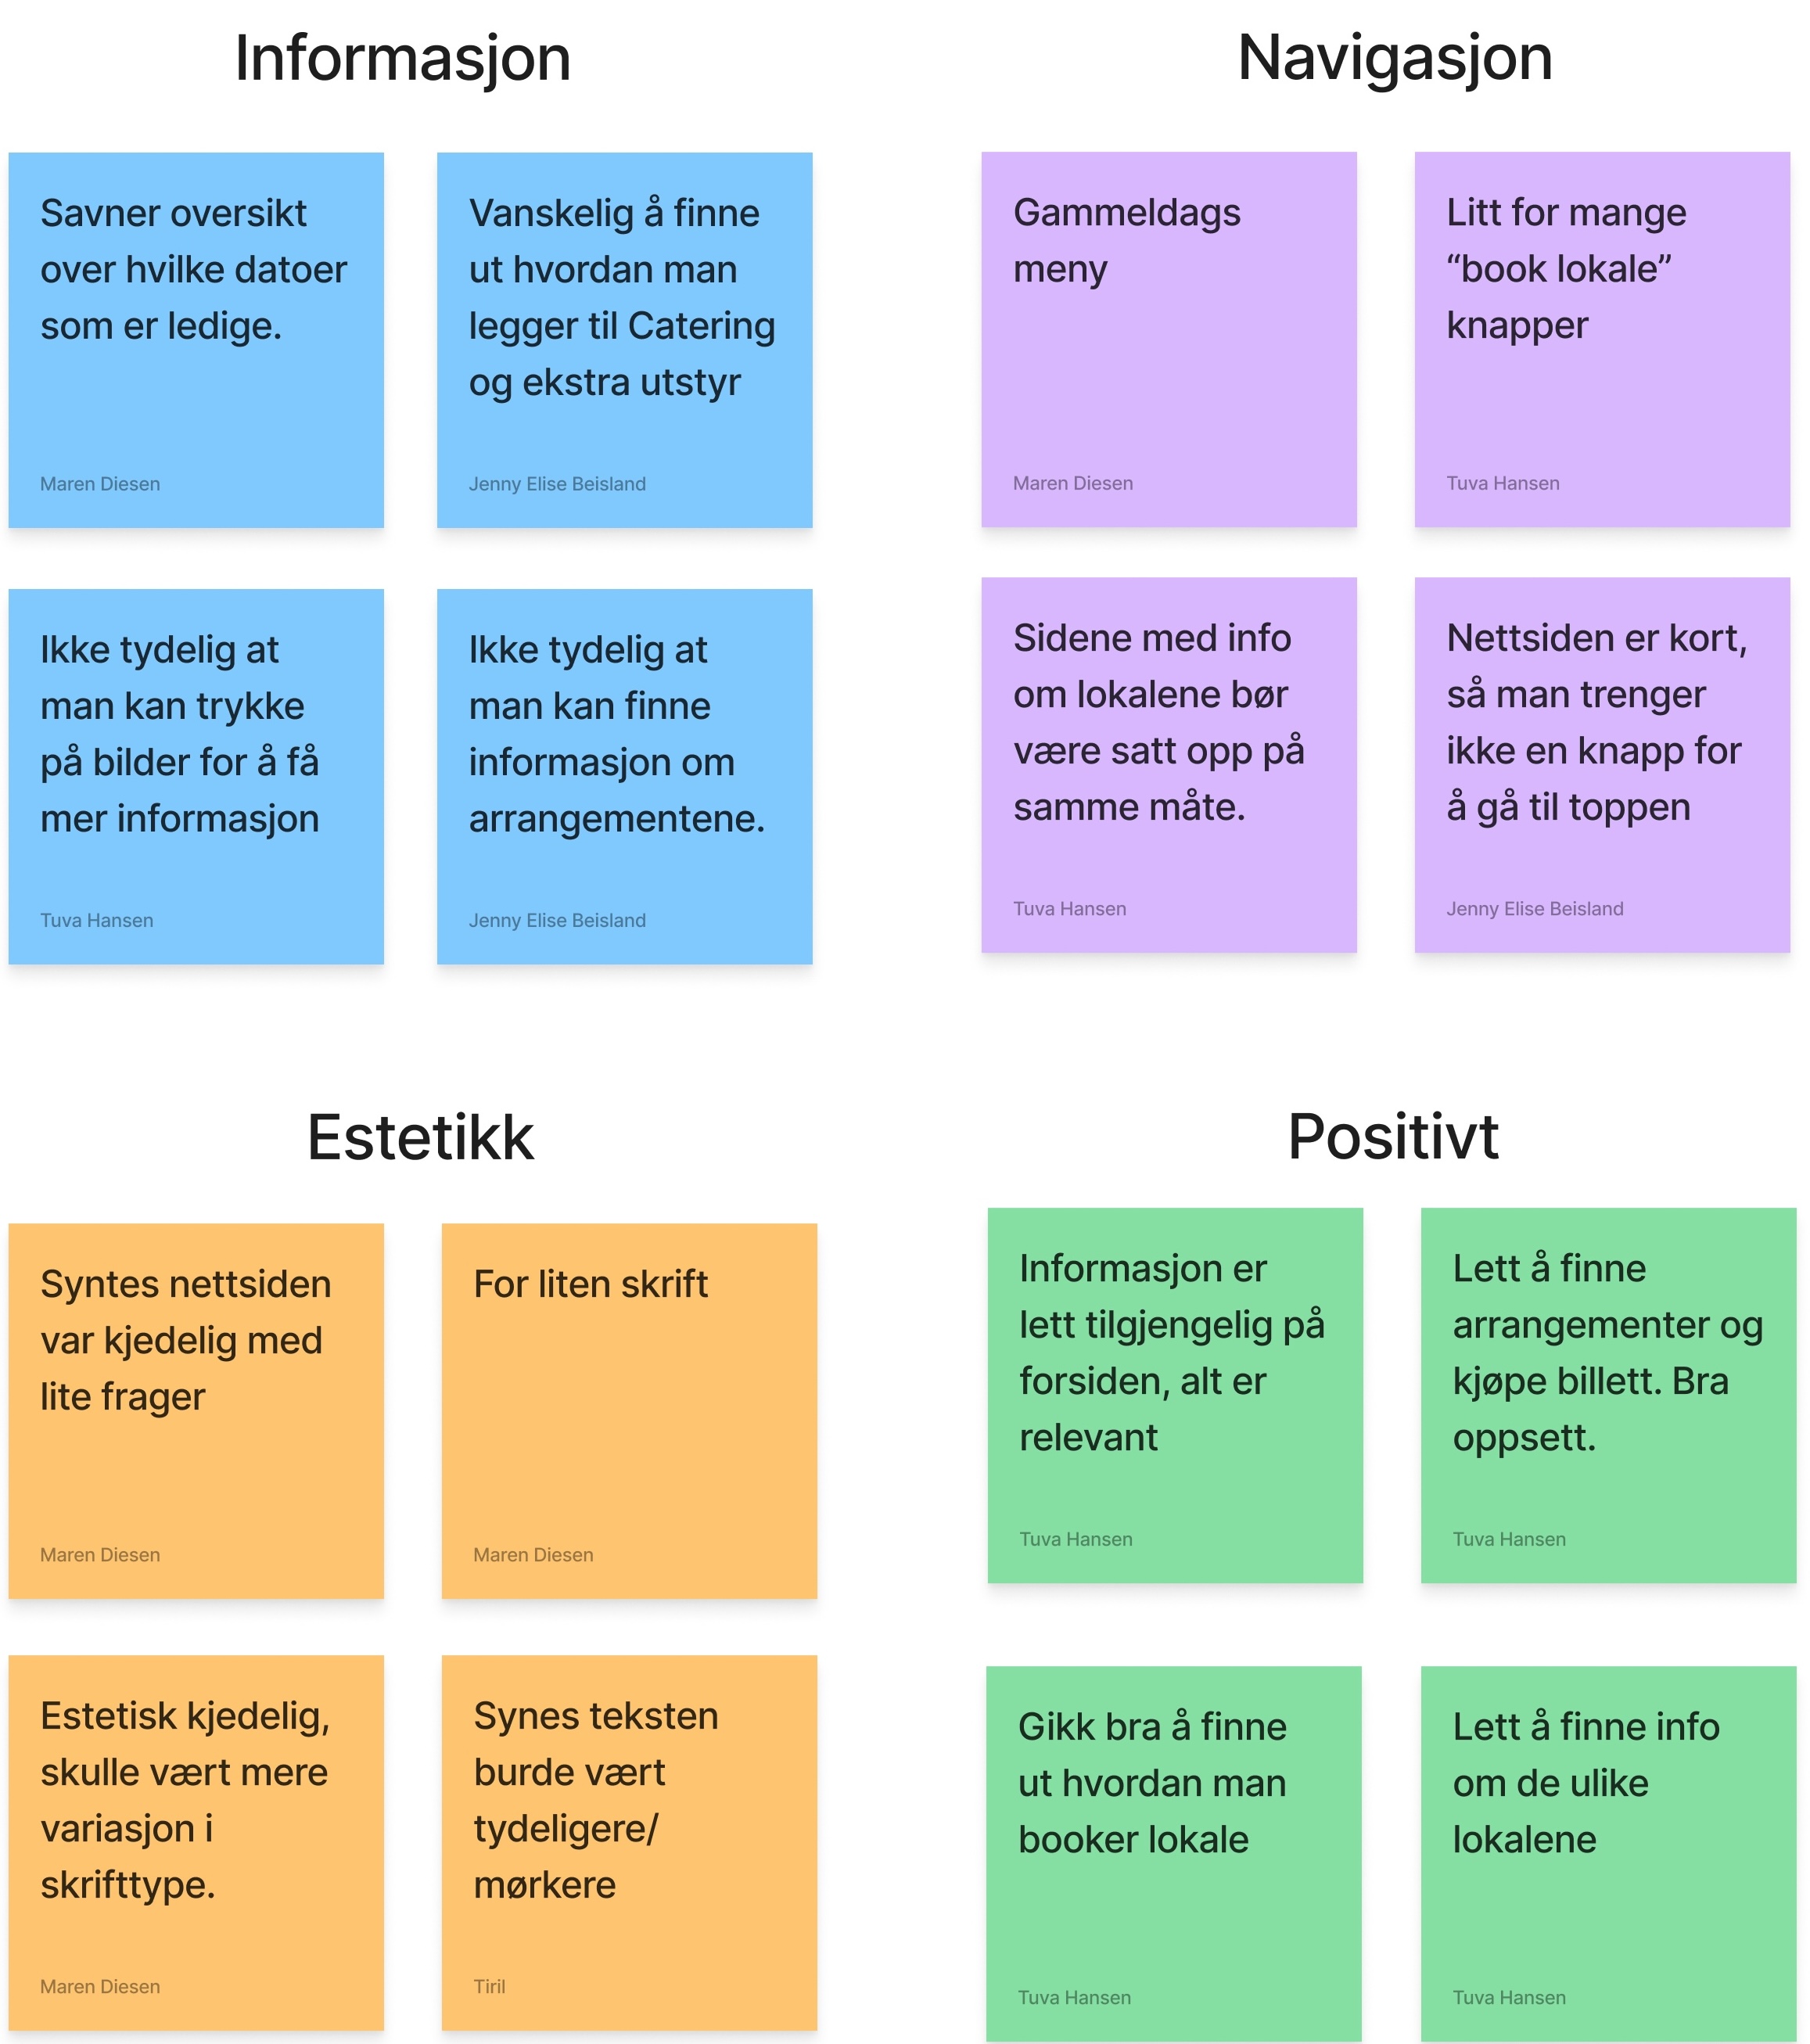 Informasjon
Savner oversikt
over hvilke datoer
som er ledige.
Maren Diesen
Vanskelig å finne
ut hvordan man
legger til Catering
og ekstra utstyr
Jenny Elise Beisland
Ikke tydelig at
man kan trykke
på bilder for å få
mer informasjon
Tuva Hansen
Ikke tydelig at
man kan finne
informasjon om
arrangementene.
Jenny Elise Beisland
Navigasjon
Gammeldags
meny
Maren Diesen
Litt for mange
“book lokale”
knapper
Tuva Hansen
Sidene med info
om lokalene bør
være satt opp på
samme måte.
Tuva Hansen
Nettsiden er kort,
så man trenger
ikke en knapp for
å gå til toppen
Jenny Elise Beisland
Estetikk
Syntes nettsiden
var kjedelig med
lite frager
Maren Diesen
For liten skrift
Maren Diesen
Estetisk kjedelig,
skulle vært mere
variasjon i
skrifttype.
Maren Diesen
Synes teksten
burde vært
tydeligere/
mørkere
Tiril
Positivt
Informasjon er
lett tilgjengelig på
forsiden, alt er
relevant
Tuva Hansen
Lett å finne
arrangementer og
kjøpe billett. Bra
oppsett.
Tuva Hansen
Gikk bra å finne
ut hvordan man
booker lokale
Tuva Hansen
Lett å finne info
om de ulike
lokalene
Tuva Hansen